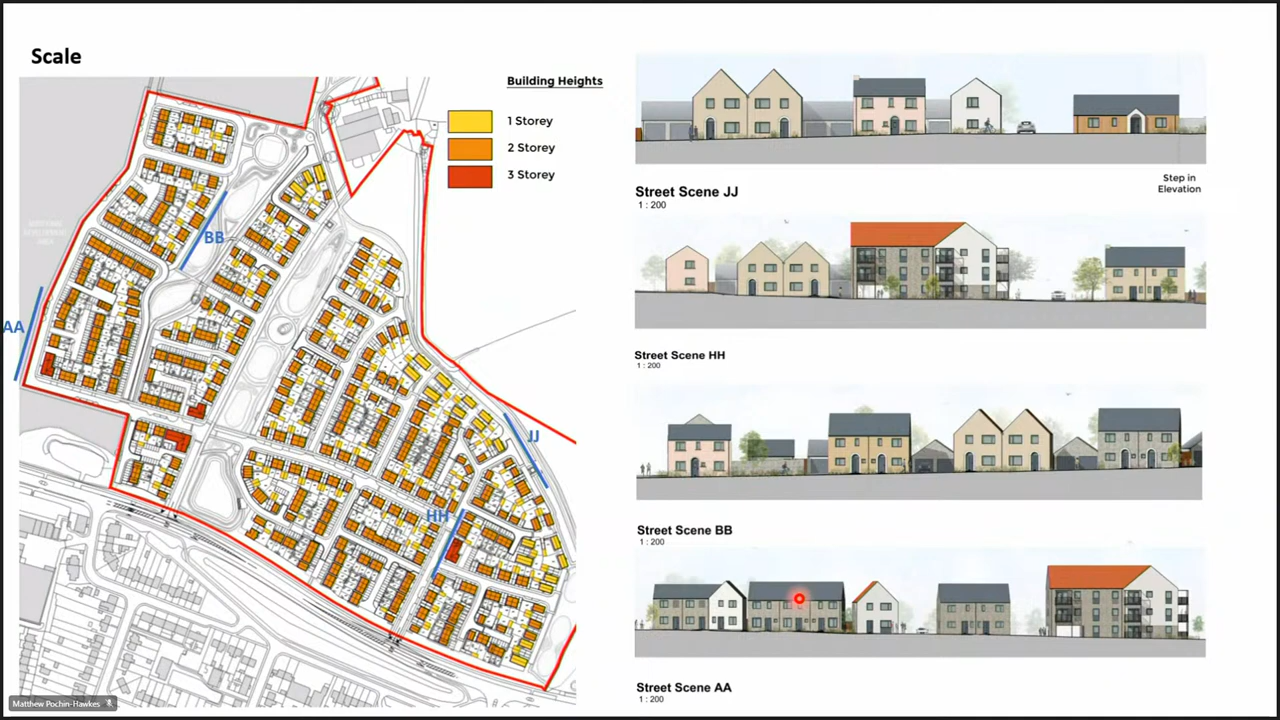 Scale
Building Heights
1 Storey
2 Storey
3 Storey
BB
AA
JJ
HH
Step in
Elevation
Street Scene JJ
1 : 200
Street Scene HH
1 : 200
Street Scene BB
1 : 200
Street Scene AA
1 : 200
Matthew Pochin-Hawkes